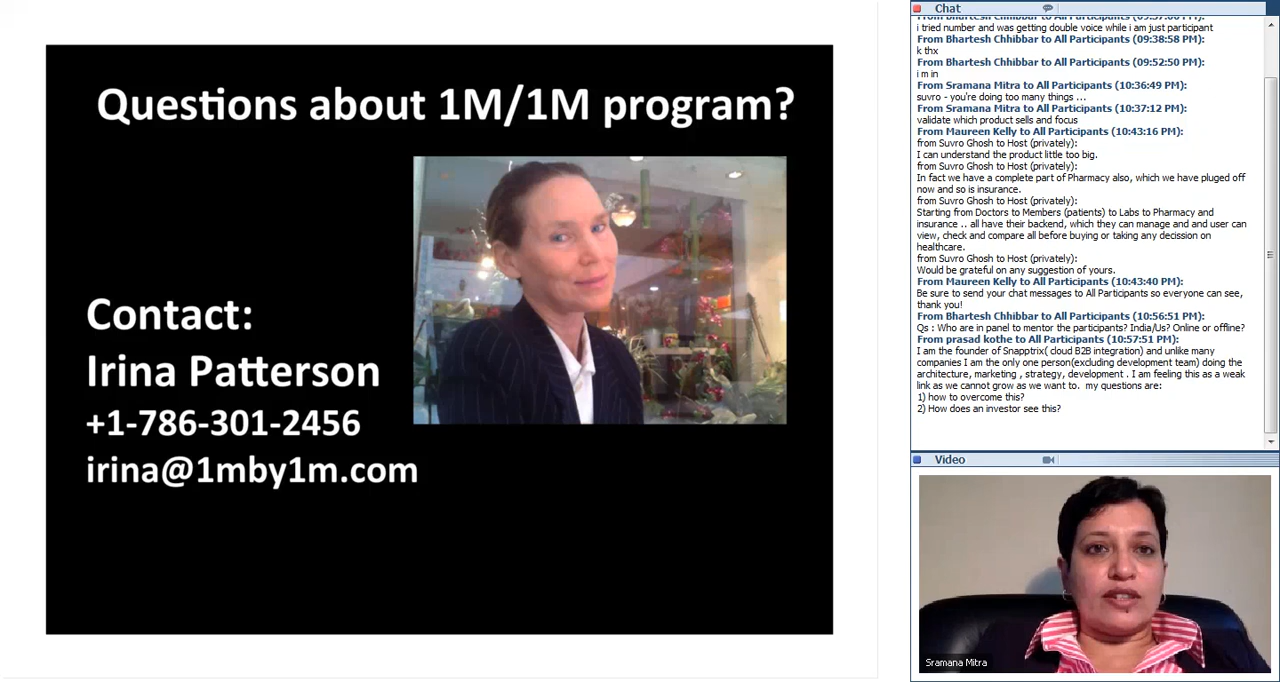 Questions about 1M/1M program?
Contact:
Irina Patterson
+1-786-301-2456
irina@1mby1m.com
Chat
From Bhartesh Chhibbar to All Participants (09:37:00 PM):
i tried number and was getting double voice while i am just participant
From Bhartesh Chhibbar to All Participants (09:38:58 PM):
k thx
From Bhartesh Chhibbar to All Participants (09:52:50 PM):
i m in
From Sramana Mitra to All Participants (10:36:49 PM):
suvro - you're doing too many things ...
From Sramana Mitra to All Participants (10:37:12 PM):
validate which product sells and focus
From Maureen Kelly to All Participants (10:43:16 PM):
from Suvro Ghosh to Host (privately):
I can understand the product little too big.
from Suvro Ghosh to Host (privately):
In fact we have a complete part of Pharmacy also, which we have pluged off
now and so is insurance.
from Suvro Ghosh to Host (privately):
Starting from Doctors to Members (patients) to Labs to Pharmacy and
insurance .. all have their backend, which they can manage and and user can
view, check and compare all before buying or taking any decission on
healthcare.
from Suvro Ghosh to Host (privately):
Would be grateful on any suggestion of yours.
From Maureen Kelly to All Participants (10:43:40 PM):
Be sure to send your chat messages to All Participants so everyone can see,
thank you!
From Bhartesh Chhibbar to All Participants (10:56:51 PM):
Qs : Who are in panel to mentor the participants? India/Us? Online or offline?
From prasad kothe to All Participants (10:57:51 PM):
I am the founder of Snapptrix( cloud B2B integration) and unlike many
companies I am the only one person(excluding development team) doing the
architecture, marketing , strategy, development . I am feeling this as a weak
link as we cannot grow as we want to. my questions are:
1) how to overcome this?
2) How does an investor see this?
Video
Sramana Mitra